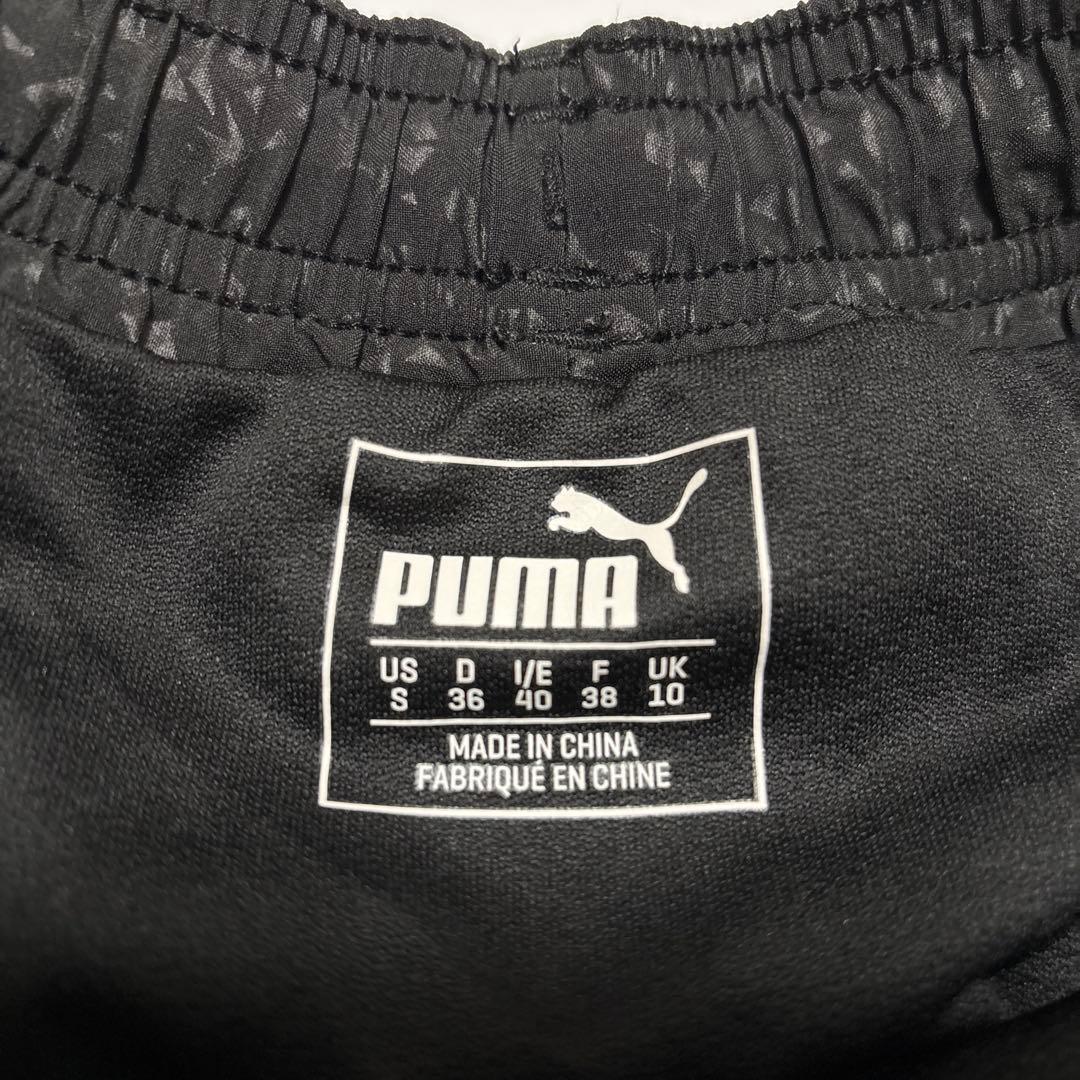 PUMA
US D I/E F UK
S 36 40 38 10
MADE IN CHINA
FABRIQUÉ EN CHINE